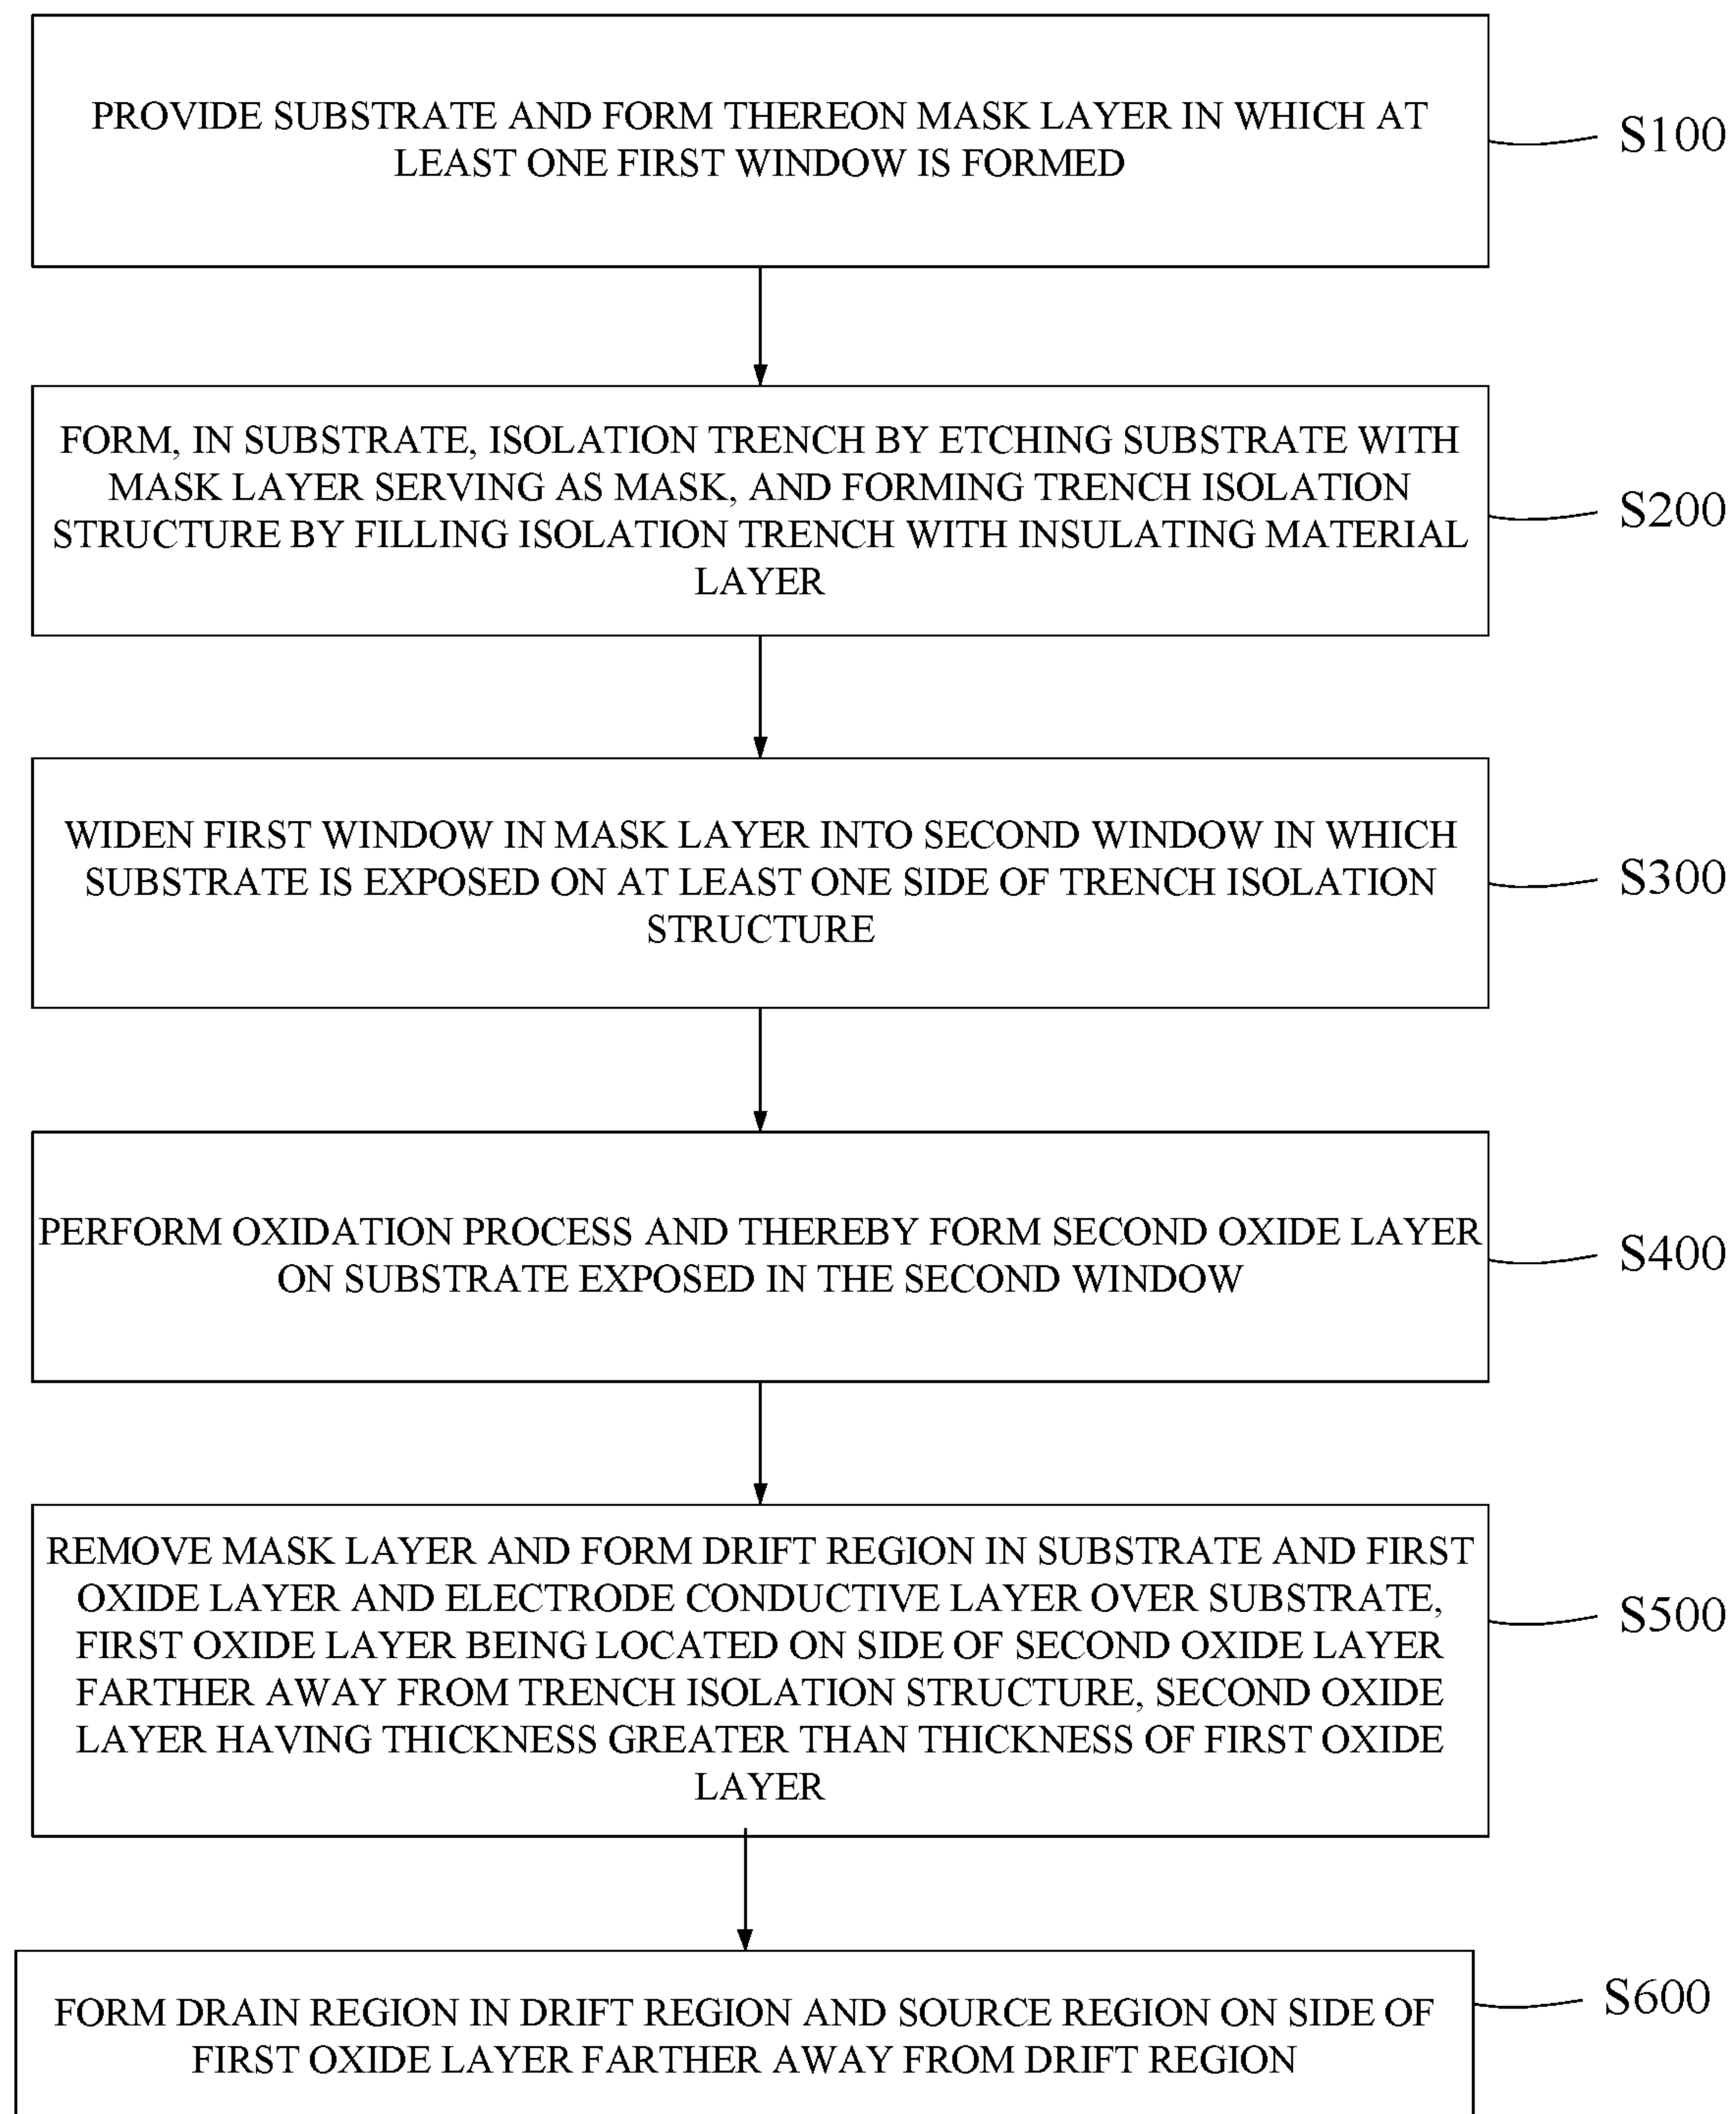 PROVIDE SUBSTRATE AND FORM THEREON MASK LAYER IN WHICH AT
LEAST ONE FIRST WINDOW IS FORMED
S100
FORM, IN SUBSTRATE, ISOLATION TRENCH BY ETCHING SUBSTRATE WITH
MASK LAYER SERVING AS MASK, AND FORMING TRENCH ISOLATION
STRUCTURE BY FILLING ISOLATION TRENCH WITH INSULATING MATERIAL
LAYER
S200
WIDEN FIRST WINDOW IN MASK LAYER INTO SECOND WINDOW IN WHICH
SUBSTRATE IS EXPOSED ON AT LEAST ONE SIDE OF TRENCH ISOLATION
STRUCTURE
S300
PERFORM OXIDATION PROCESS AND THEREBY FORM SECOND OXIDE LAYER
ON SUBSTRATE EXPOSED IN THE SECOND WINDOW
S400
REMOVE MASK LAYER AND FORM DRIFT REGION IN SUBSTRATE AND FIRST
OXIDE LAYER AND ELECTRODE CONDUCTIVE LAYER OVER SUBSTRATE,
FIRST OXIDE LAYER BEING LOCATED ON SIDE OF SECOND OXIDE LAYER
FARTHER AWAY FROM TRENCH ISOLATION STRUCTURE, SECOND OXIDE
LAYER HAVING THICKNESS GREATER THAN THICKNESS OF FIRST OXIDE
LAYER
S500
FORM DRAIN REGION IN DRIFT REGION AND SOURCE REGION ON SIDE OF
FIRST OXIDE LAYER FARTHER AWAY FROM DRIFT REGION
S600